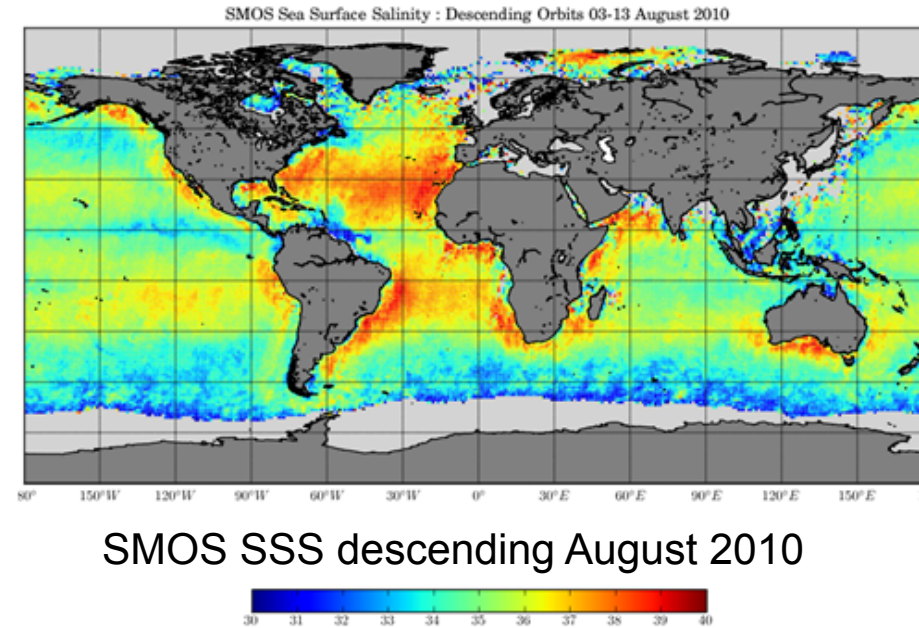 SMOS Sea Surface Salinity : Descending Orbits 03-13 August 2010
80° 150°W 120°W 90°W 60°W 30°W 0° 30°E 60°E 90°E 120°E 150°E
SMOS SSS descending August 2010
30 31 32 33 34 35 36 37 38 39 40